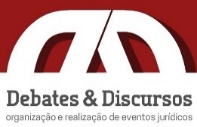 Debates & Discursos
organização e realização de eventos jurídicos